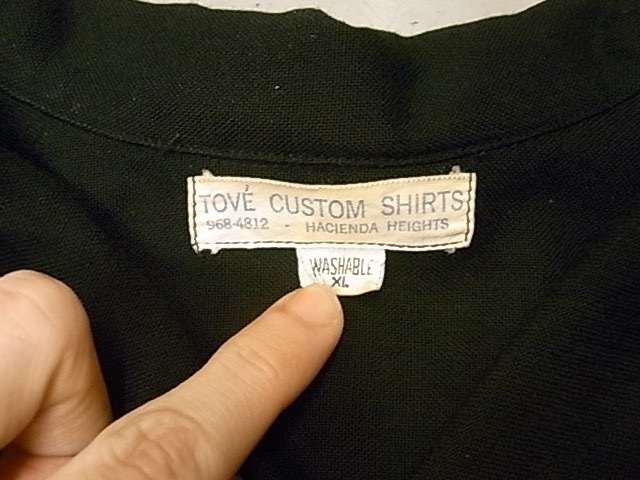 TOVÉ CUSTOM SHIRTS
968-4812 - HACIENDA HEIGHTS
WASHABLE
XL